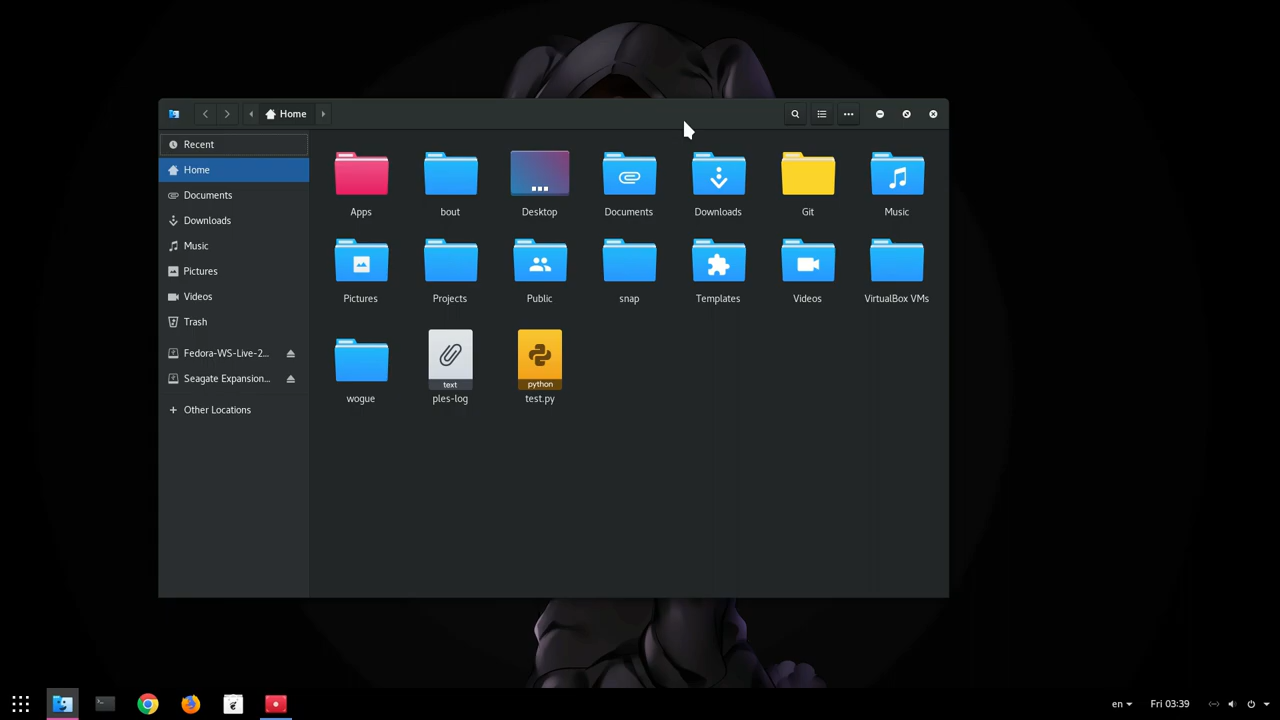 Home
Recent
Home
Documents
Downloads
Music
Pictures
Videos
Trash
Fedora-WS-Live-2...
Seagate Expansion...
Other Locations
Apps
bout
Desktop
Documents
Downloads
Git
Music
Pictures
Projects
Public
snap
Templates
Videos
VirtualBox VMs
wogue
text
ples-log
python
test.py
en
Fri 03:39